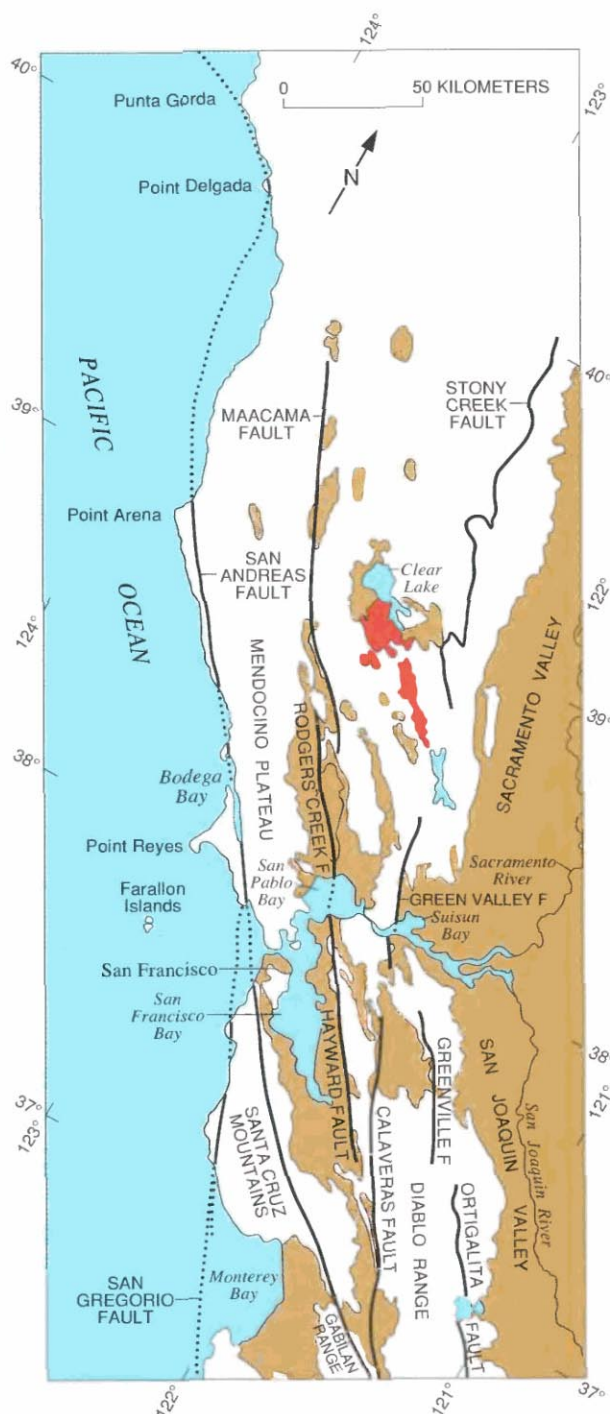 124°
40°
123°
0 50 KILOMETERS
Punta Gorda
N
Point Delgada
40°
PACIFIC
OCEAN
39°
MAACAMA
FAULT
STONY
CREEK
FAULT
Point Arena
Clear
Lake
122°
SAN
ANDREAS
FAULT
124°
MENDOCINO PLATEAU
RODGERS CREEK F
SACRAMENTO VALLEY
39°
38°
Bodega
Bay
Point Reyes
San
Pablo
Bay
Sacramento
River
Farallon
Islands
GREEN VALLEY F
Suisun
Bay
San Francisco
San
Francisco
Bay
HAYWARD FAULT
GREENVILLE F
SAN JOAQUIN VALLEY
38°
121°
San Joaquin River
37°
123°
SANTA CRUZ
MOUNTAINS
CALAVERAS FAULT
DIABLO RANGE
ORTIGALITA FAULT
SAN
GREGORIO
FAULT
Monterey
Bay
GABILAN
RANGE
122°
121°
37°